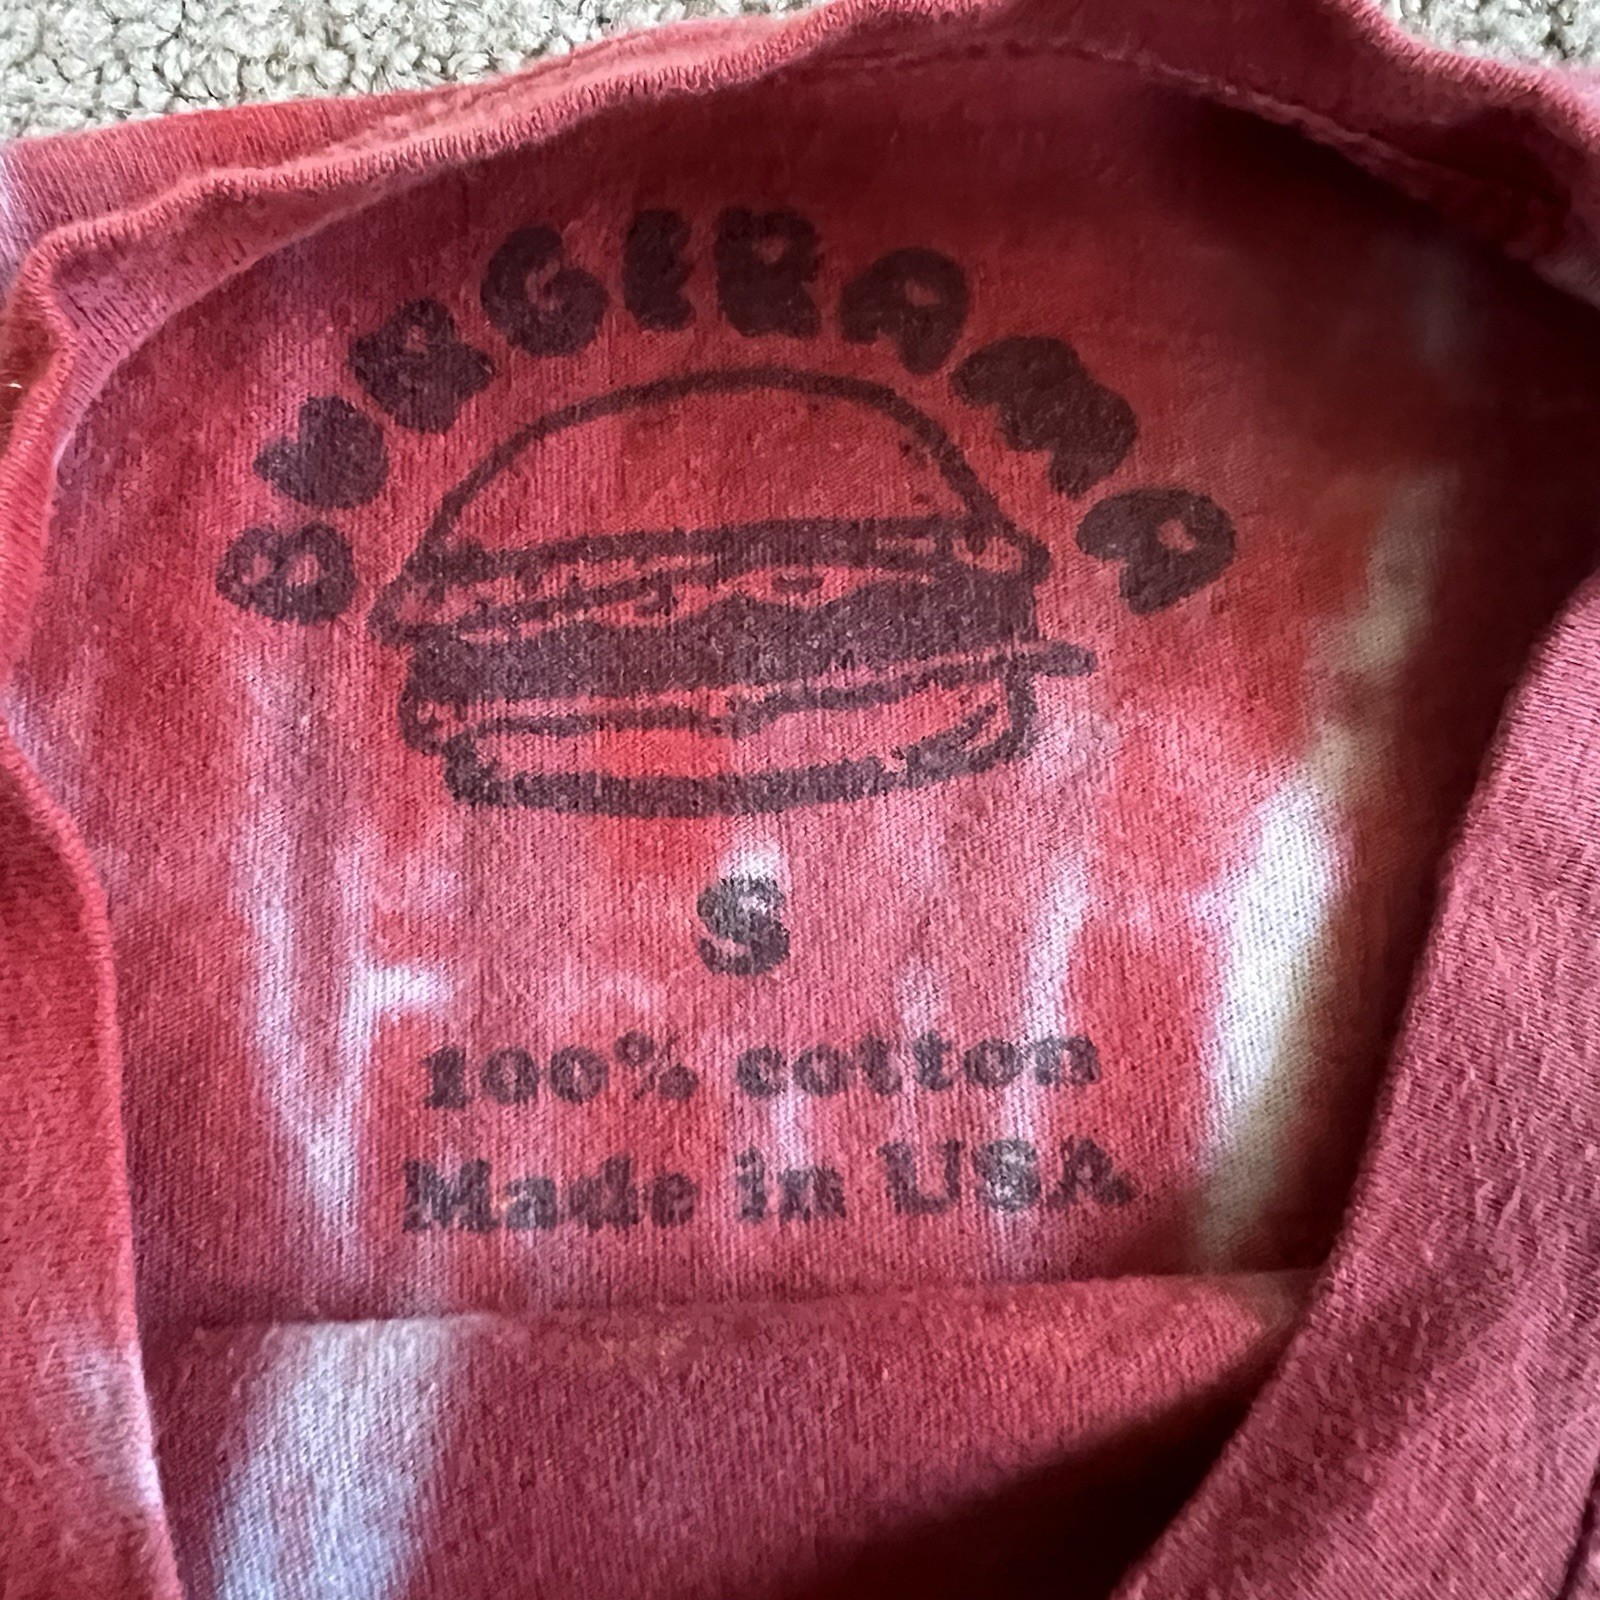 BURGERAMA
S
100% cotton
Made in USA